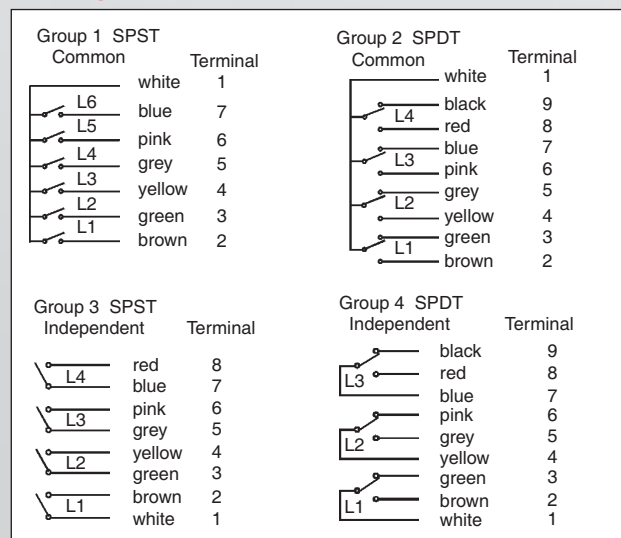 Group 1 SPST
Common Terminal
white 1
L6 blue 7
L5 pink 6
L4 grey 5
L3 yellow 4
L2 green 3
L1 brown 2
Group 2 SPDT
Common Terminal
white 1
black 9
L4
red 8
blue 7
L3
pink 6
grey 5
L2
yellow 4
green 3
L1
brown 2
Group 3 SPST
Independent Terminal
red 8
L4
blue 7
pink 6
L3
grey 5
yellow 4
L2
green 3
brown 2
L1
white 1
Group 4 SPDT
Independent Terminal
black 9
L3 red 8
blue 7
pink 6
L2 grey 5
yellow 4
green 3
L1 brown 2
white 1